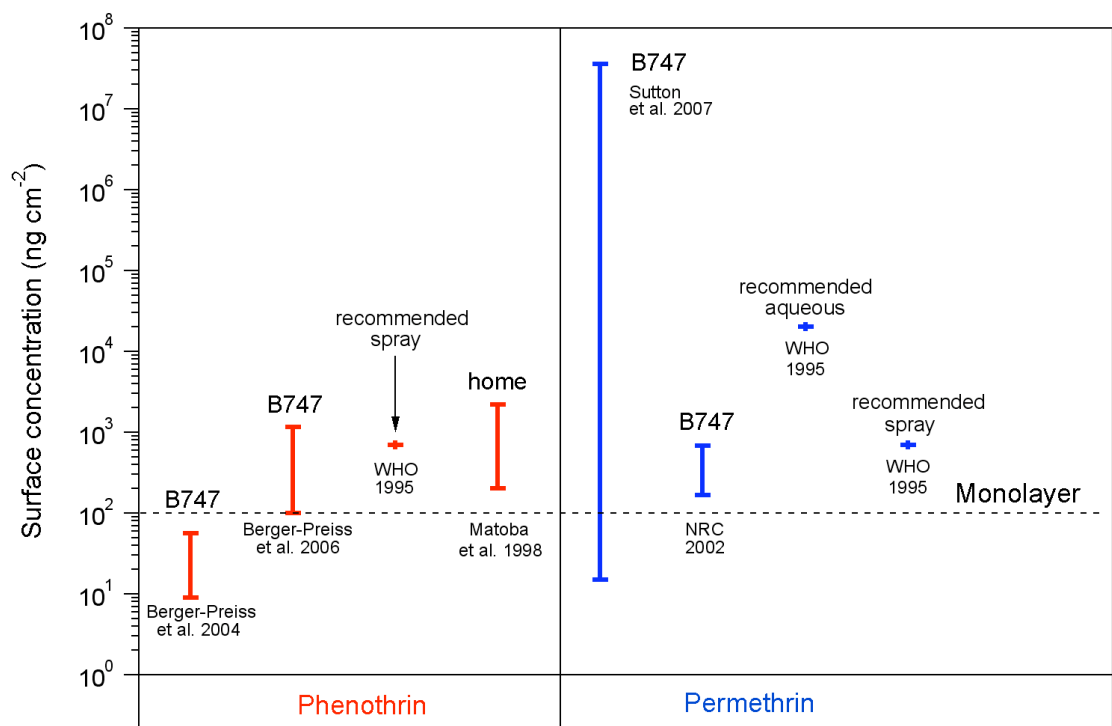 Surface concentration (ng cm⁻²)
10⁸
10⁷
10⁶
10⁵
10⁴
10³
10²
10¹
10⁰
B747
Berger-Preiss
et al. 2004
B747
Berger-Preiss
et al. 2006
recommended
spray
WHO
1995
home
Matoba
et al. 1998
B747
Sutton
et al. 2007
B747
NRC
2002
recommended
aqueous
WHO
1995
recommended
spray
WHO
1995
Monolayer
Phenothrin
Permethrin